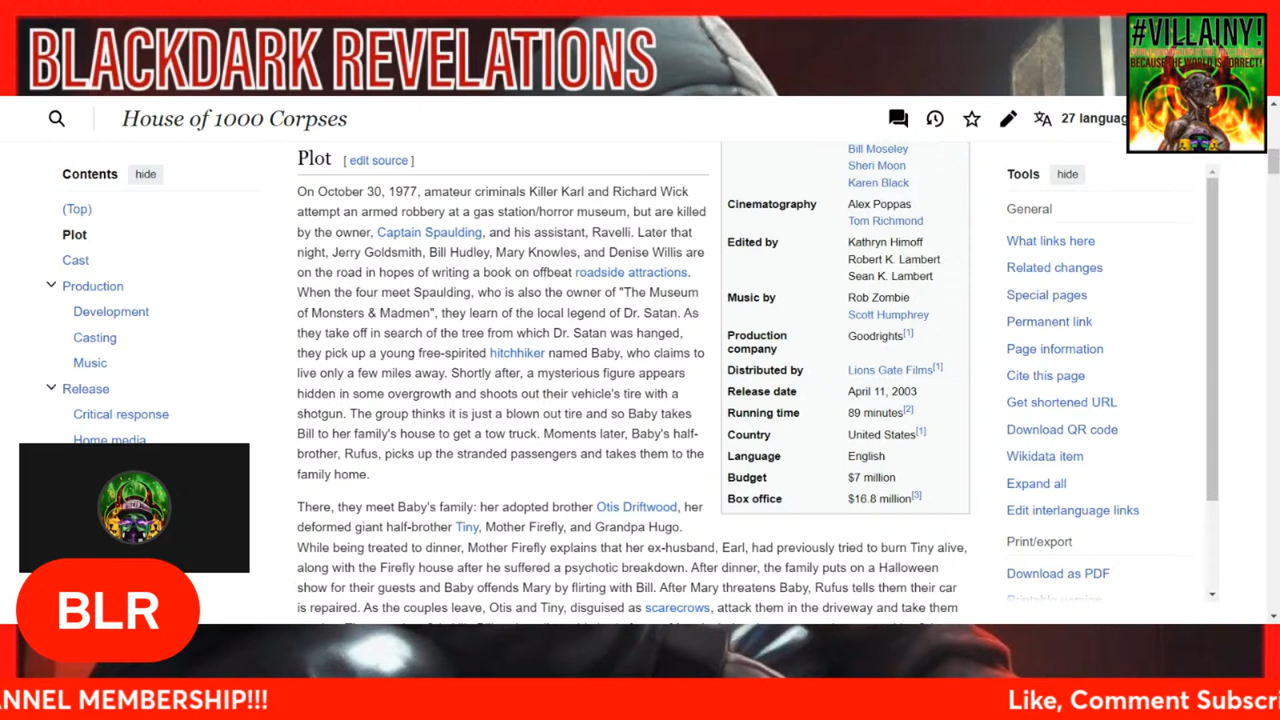 BLACKDARK REVELATIONS
#VILLAINY!
BECAUSE THE WORLD IS CORRECT!
House of 1000 Corpses
27 languag
Contents
hide
(Top)
Plot
Cast
Production
Development
Casting
Music
Release
Critical response
Home media
Plot [ edit source ]
On October 30, 1977, amateur criminals Killer Karl and Richard Wick
attempt an armed robbery at a gas station/horror museum, but are killed
by the owner, Captain Spaulding, and his assistant, Ravelli. Later that
night, Jerry Goldsmith, Bill Hudley, Mary Knowles, and Denise Willis are
on the road in hopes of writing a book on offbeat roadside attractions.
When the four meet Spaulding, who is also the owner of "The Museum
of Monsters & Madmen", they learn of the local legend of Dr. Satan. As
they take off in search of the tree from which Dr. Satan was hanged,
they pick up a young free-spirited hitchhiker named Baby, who claims to
live only a few miles away. Shortly after, a mysterious figure appears
hidden in some overgrowth and shoots out their vehicle's tire with a
shotgun. The group thinks it is just a blown out tire and so Baby takes
Bill to her family's house to get a tow truck. Moments later, Baby's half-
brother, Rufus, picks up the stranded passengers and takes them to the
family home.
There, they meet Baby's family: her adopted brother Otis Driftwood, her
deformed giant half-brother Tiny, Mother Firefly, and Grandpa Hugo.
While being treated to dinner, Mother Firefly explains that her ex-husband, Earl, had previously tried to burn Tiny alive,
along with the Firefly house after he suffered a psychotic breakdown. After dinner, the family puts on a Halloween
show for their guests and Baby offends Mary by flirting with Bill. After Mary threatens Baby, Rufus tells them their car
is repaired. As the couples leave, Otis and Tiny, disguised as scarecrows, attack them in the driveway and take them
Bill Moseley
Sheri Moon
Karen Black
Cinematography Alex Poppas
Tom Richmond
Edited by Kathryn Himoff
Robert K. Lambert
Sean K. Lambert
Music by Rob Zombie
Scott Humphrey
Production company Goodrights[1]
Distributed by Lions Gate Films[1]
Release date April 11, 2003
Running time 89 minutes[2]
Country United States[1]
Language English
Budget $7 million
Box office $16.8 million[3]
Tools
hide
General
What links here
Related changes
Special pages
Permanent link
Page information
Cite this page
Get shortened URL
Download QR code
Wikidata item
Expand all
Edit interlanguage links
Print/export
Download as PDF
Printable version
BLR
ANNEL MEMBERSHIP!!!
Like, Comment Subscri